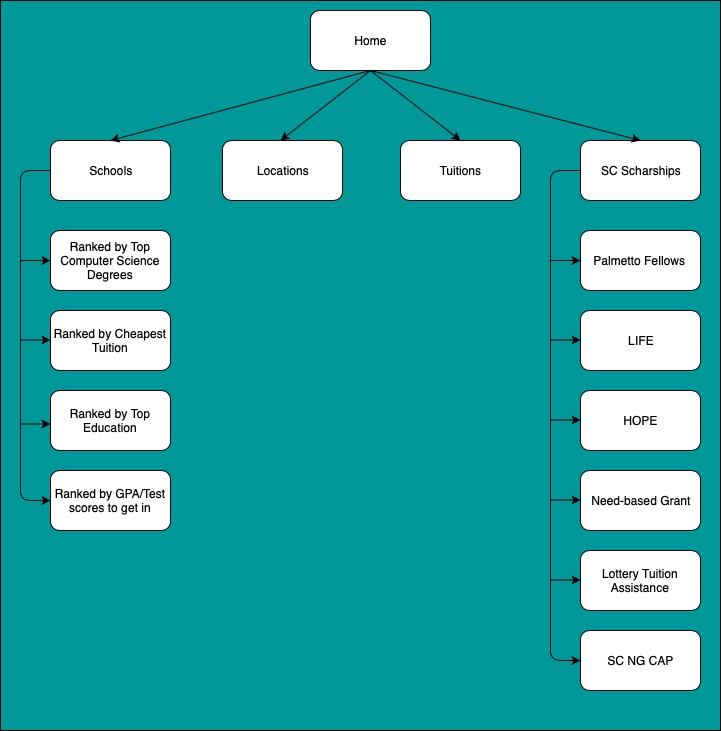 Home
Schools
Locations
Tuitions
SC Scharships
Ranked by Top
Computer Science
Degrees
Ranked by Cheapest
Tuition
Ranked by Top
Education
Ranked by GPA/Test
scores to get in
Palmetto Fellows
LIFE
HOPE
Need-based Grant
Lottery Tuition
Assistance
SC NG CAP